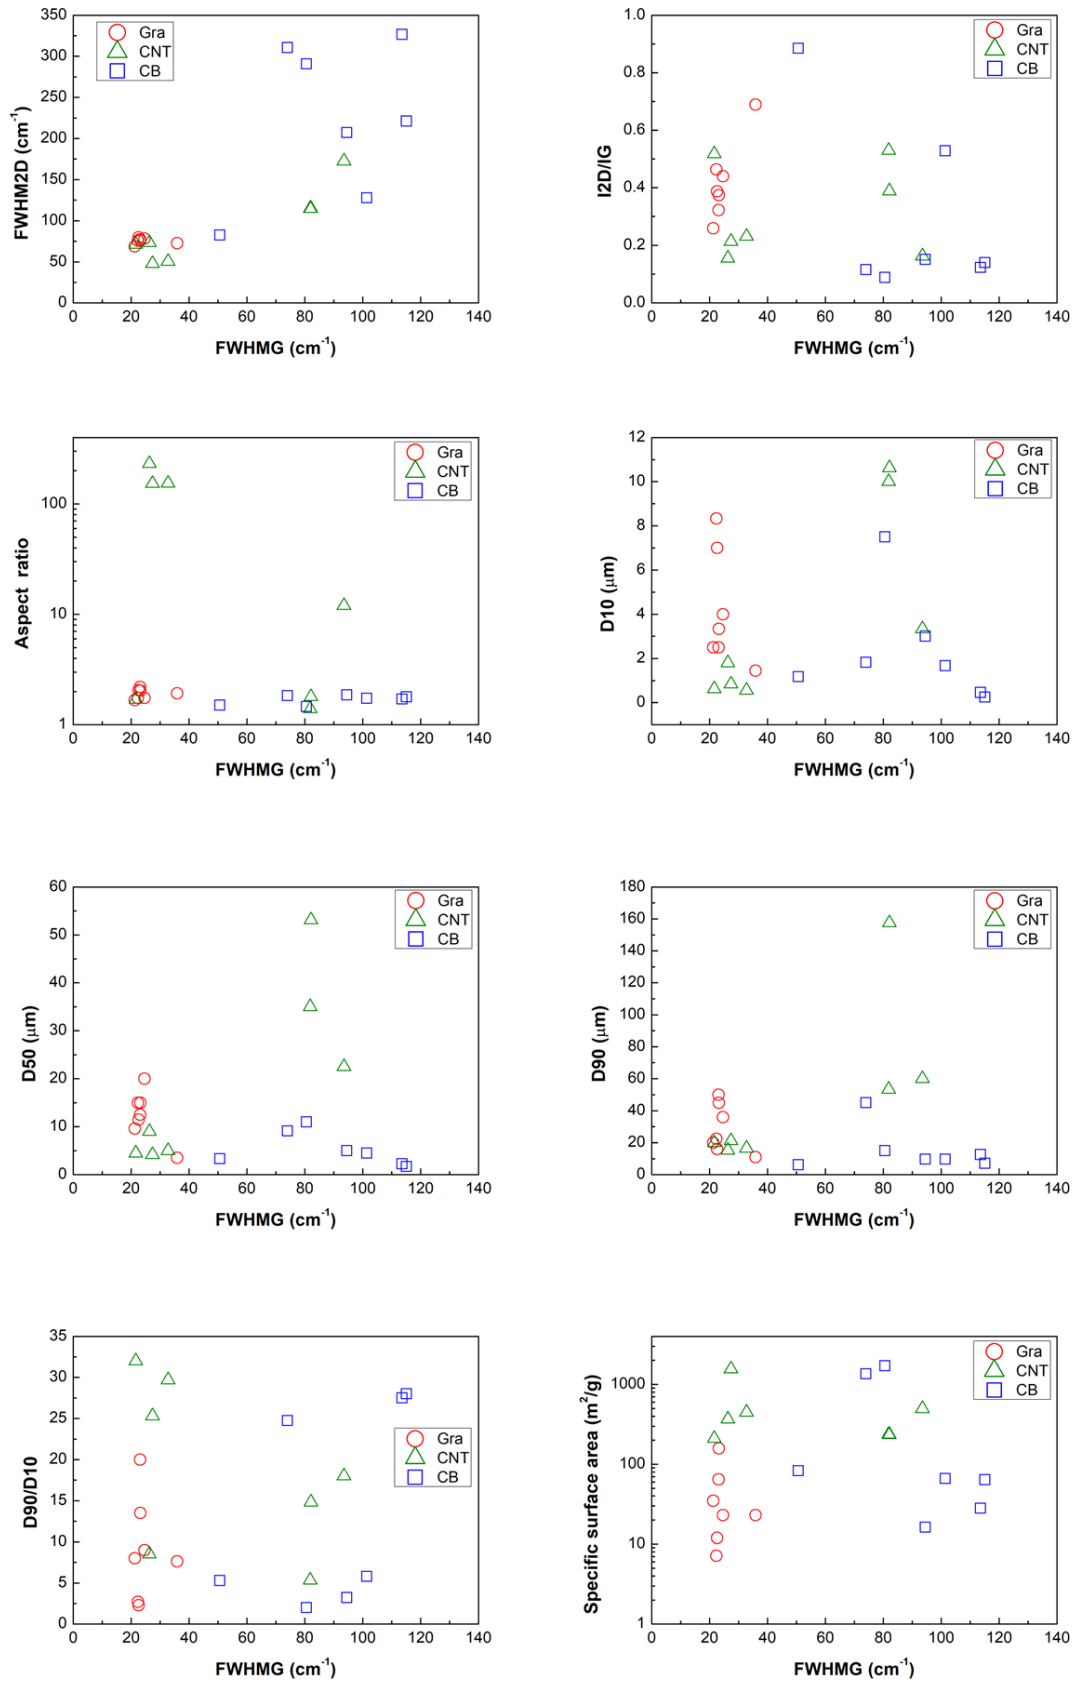 350
300
250
200
150
100
50
0
FWHM2D (cm⁻¹)
Gra
CNT
CB
0 20 40 60 80 100 120 140
FWHMG (cm⁻¹)
1.0
0.8
0.6
0.4
0.2
0.0
I2D/IG
Gra
CNT
CB
0 20 40 60 80 100 120 140
FWHMG (cm⁻¹)
100
10
1
Aspect ratio
Gra
CNT
CB
0 20 40 60 80 100 120 140
FWHMG (cm⁻¹)
12
10
8
6
4
2
0
D10 (μm)
Gra
CNT
CB
0 20 40 60 80 100 120 140
FWHMG (cm⁻¹)
60
50
40
30
20
10
0
D50 (μm)
Gra
CNT
CB
0 20 40 60 80 100 120 140
FWHMG (cm⁻¹)
180
160
140
120
100
80
60
40
20
0
D90 (μm)
Gra
CNT
CB
0 20 40 60 80 100 120 140
FWHMG (cm⁻¹)
35
30
25
20
15
10
5
0
D90/D10
Gra
CNT
CB
0 20 40 60 80 100 120 140
FWHMG (cm⁻¹)
1000
100
10
1
Specific surface area (m²/g)
Gra
CNT
CB
0 20 40 60 80 100 120 140
FWHMG (cm⁻¹)